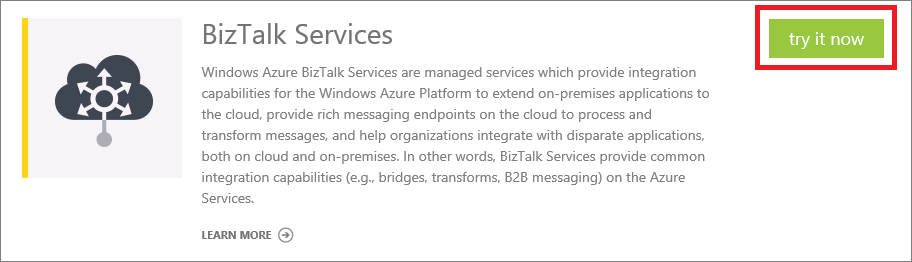 BizTalk Services
try it now
Windows Azure BizTalk Services are managed services which provide integration
capabilities for the Windows Azure Platform to extend on-premises applications to
the cloud, provide rich messaging endpoints on the cloud to process and
transform messages, and help organizations integrate with disparate applications,
both on cloud and on-premises. In other words, BizTalk Services provide common
integration capabilities (e.g., bridges, transforms, B2B messaging) on the Azure
Services.
LEARN MORE